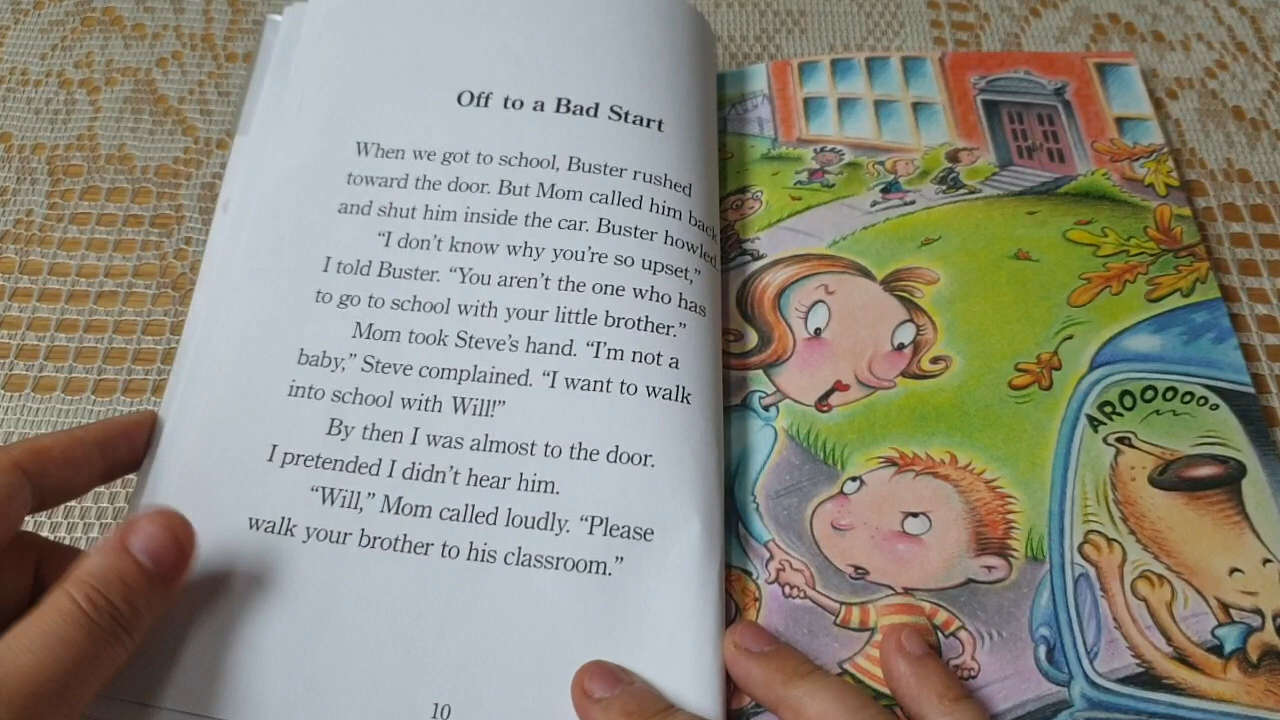 Off to a Bad Start
When we got to school, Buster rushed
toward the door. But Mom called him back
and shut him inside the car. Buster howled.
“I don’t know why you’re so upset,”
I told Buster. “You aren’t the one who has
to go to school with your little brother.”
Mom took Steve’s hand. “I’m not a
baby,” Steve complained. “I want to walk
into school with Will!”
By then I was almost to the door.
I pretended I didn’t hear him.
“Will,” Mom called loudly. “Please
walk your brother to his classroom.”
10
AROOOOOO